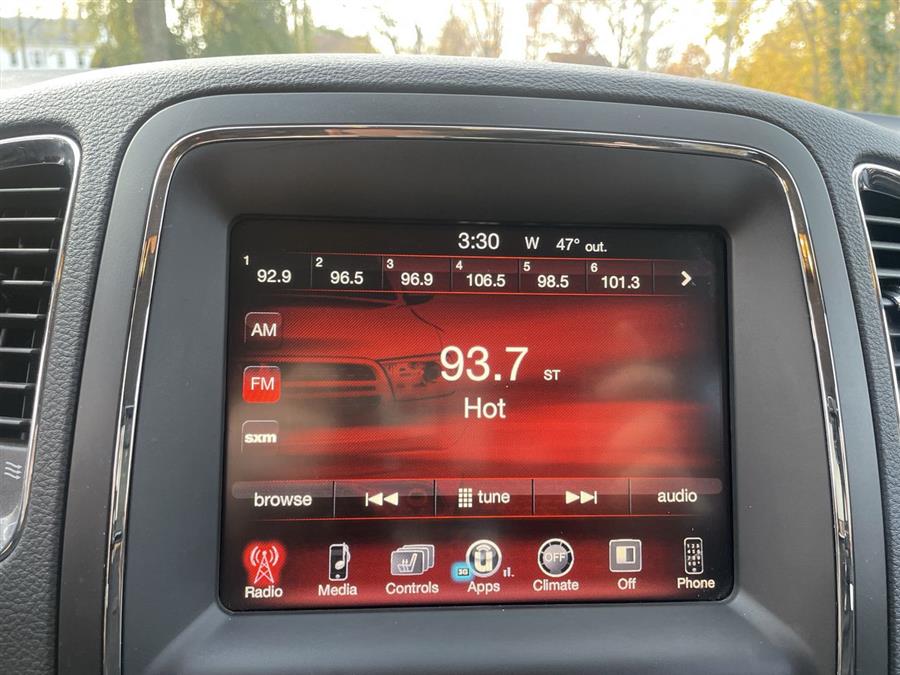 3:30 W 47° out.
1 92.9 2 96.5 3 96.9 4 106.5 5 98.5 6 101.3
AM
93.7 ST
FM
Hot
sxm
browse tune audio
3G U OFF
Radio Media Controls Apps Climate Off Phone